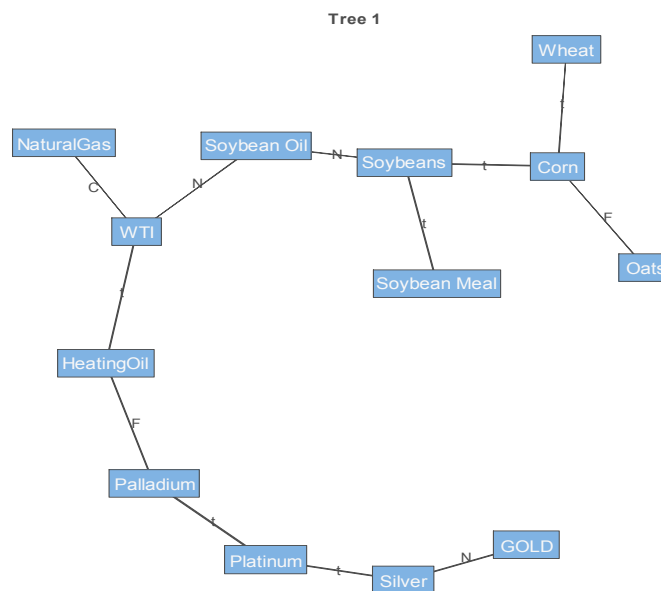 Tree 1
Wheat
t
NaturalGas
Soybean Oil
N
Soybeans
t
Corn
C
N
WTI
t
F
Oats
Soybean Meal
t
HeatingOil
F
Palladium
t
Platinum
t
Silver
N
GOLD